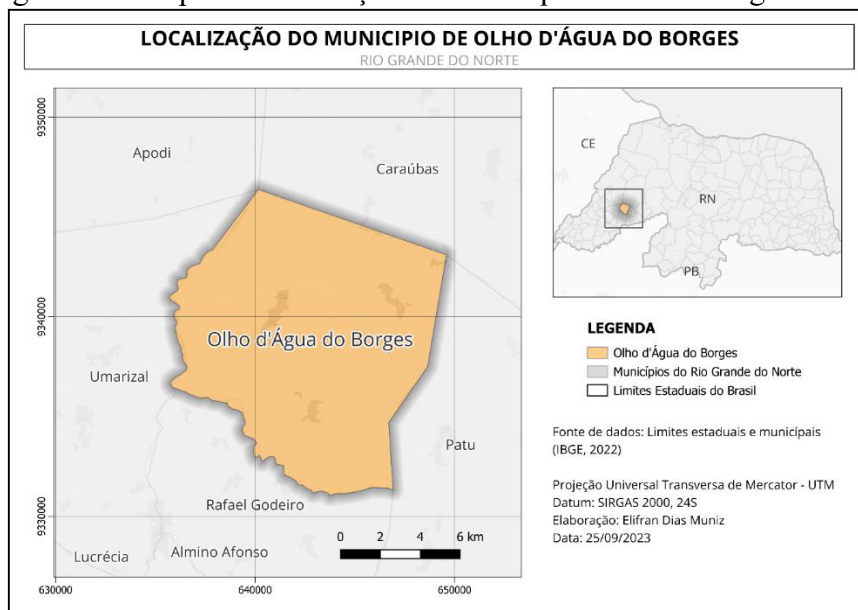 LOCALIZAÇÃO DO MUNICIPIO DE OLHO D'ÁGUA DO BORGES
RIO GRANDE DO NORTE
9350000
9340000
9330000
Apodi
Caraúbas
Olho d'Água do Borges
Umarizal
Patu
Rafael Godeiro
Almino Afonso
Lucrécia
0 2 4 6 km
630000 640000 650000
CE
RN
PB
LEGENDA
Olho d'Água do Borges
Municípios do Rio Grande do Norte
Limites Estaduais do Brasil
Fonte de dados: Limites estaduais e municípais
(IBGE, 2022)
Projeção Universal Transversa de Mercator - UTM
Datum: SIRGAS 2000, 24S
Elaboração: Elifran Dias Muniz
Data: 25/09/2023